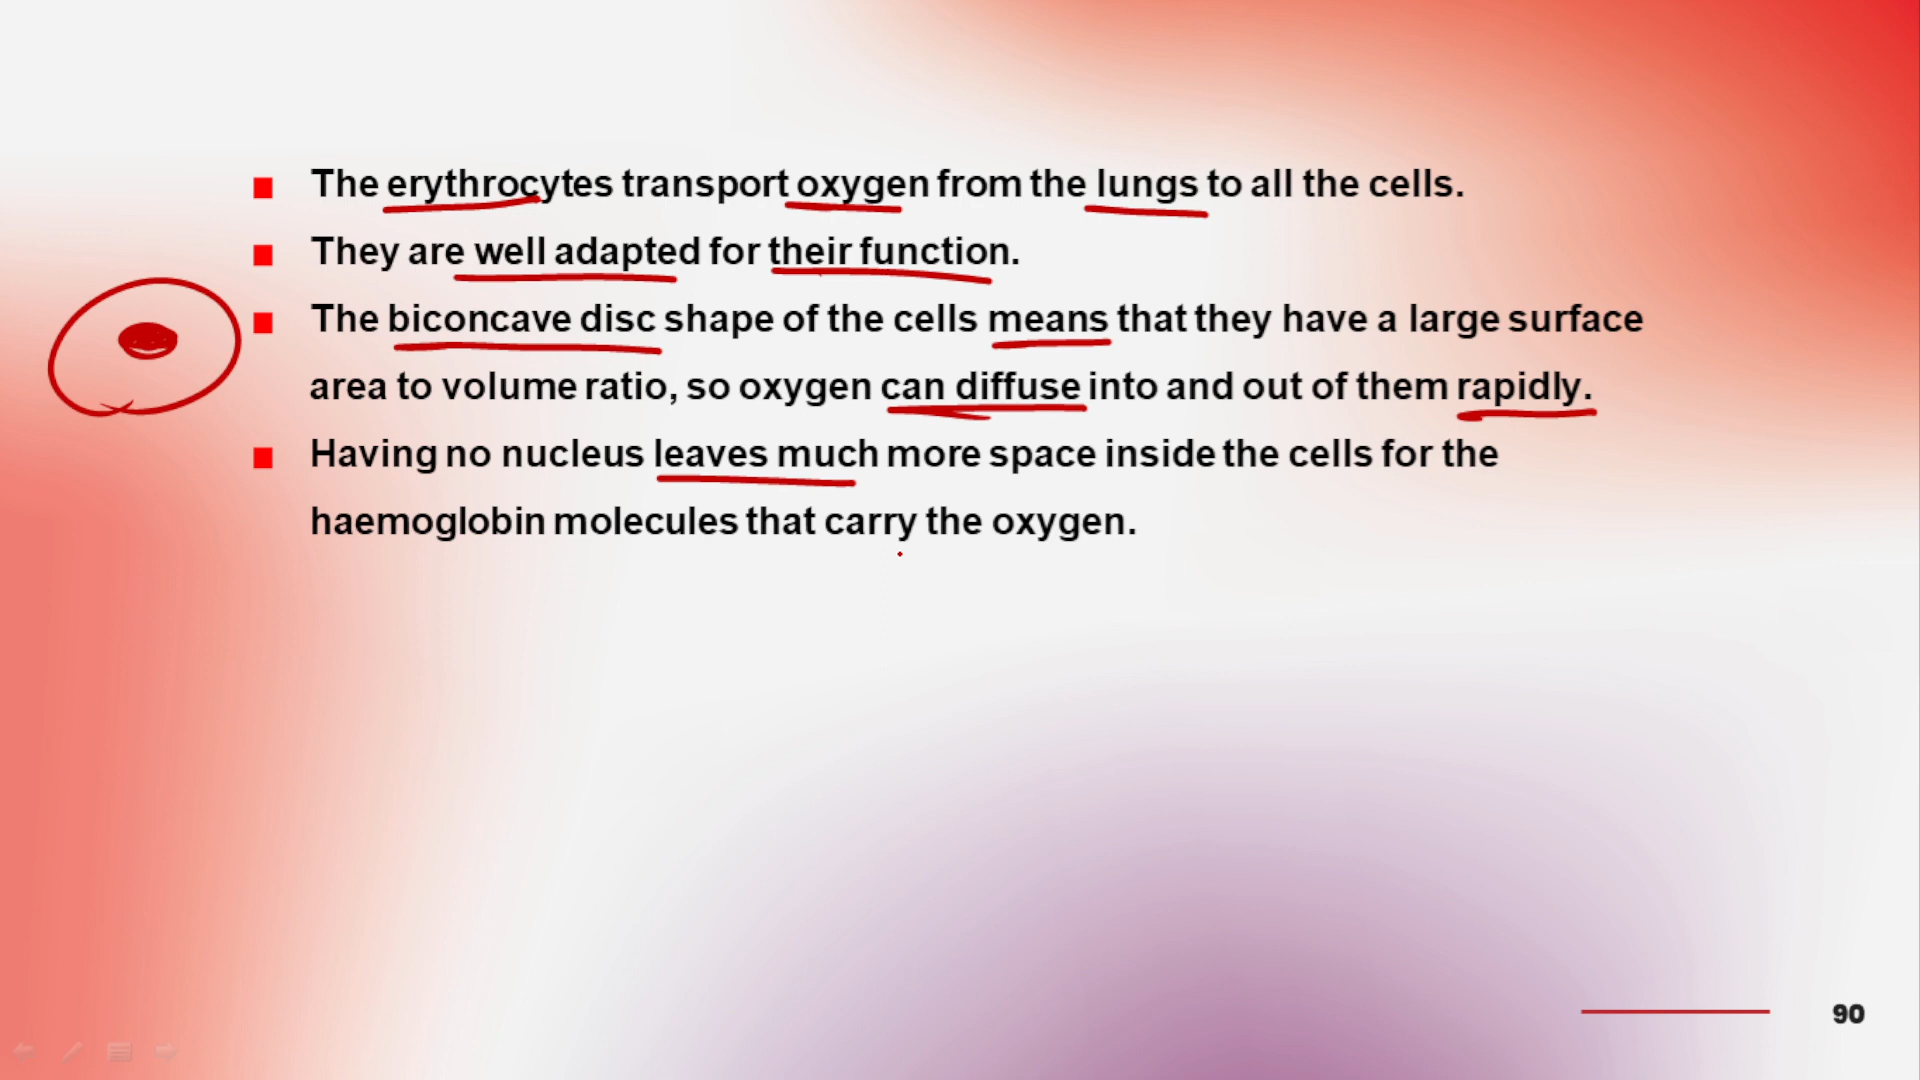 The erythrocytes transport oxygen from the lungs to all the cells.
They are well adapted for their function.
The biconcave disc shape of the cells means that they have a large surface
area to volume ratio, so oxygen can diffuse into and out of them rapidly.
Having no nucleus leaves much more space inside the cells for the
haemoglobin molecules that carry the oxygen.
90